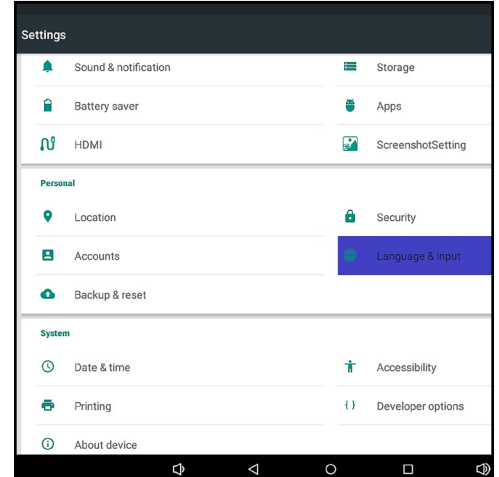 Settings
Sound & notification
Storage
Battery saver
Apps
HDMI
ScreenshotSetting
Personal
Location
Security
Accounts
Language & input
Backup & reset
System
Date & time
Accessibility
Printing
{ } Developer options
About device